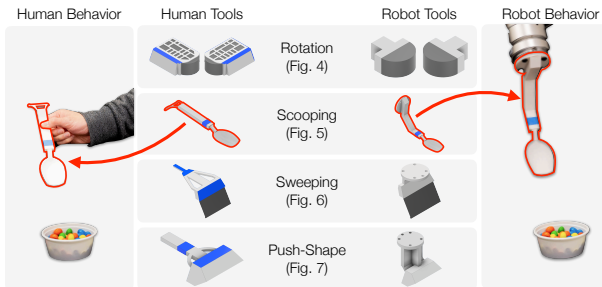 Human Behavior
Human Tools
Robot Tools
Robot Behavior
Rotation
(Fig. 4)
Scooping
(Fig. 5)
Sweeping
(Fig. 6)
Push-Shape
(Fig. 7)